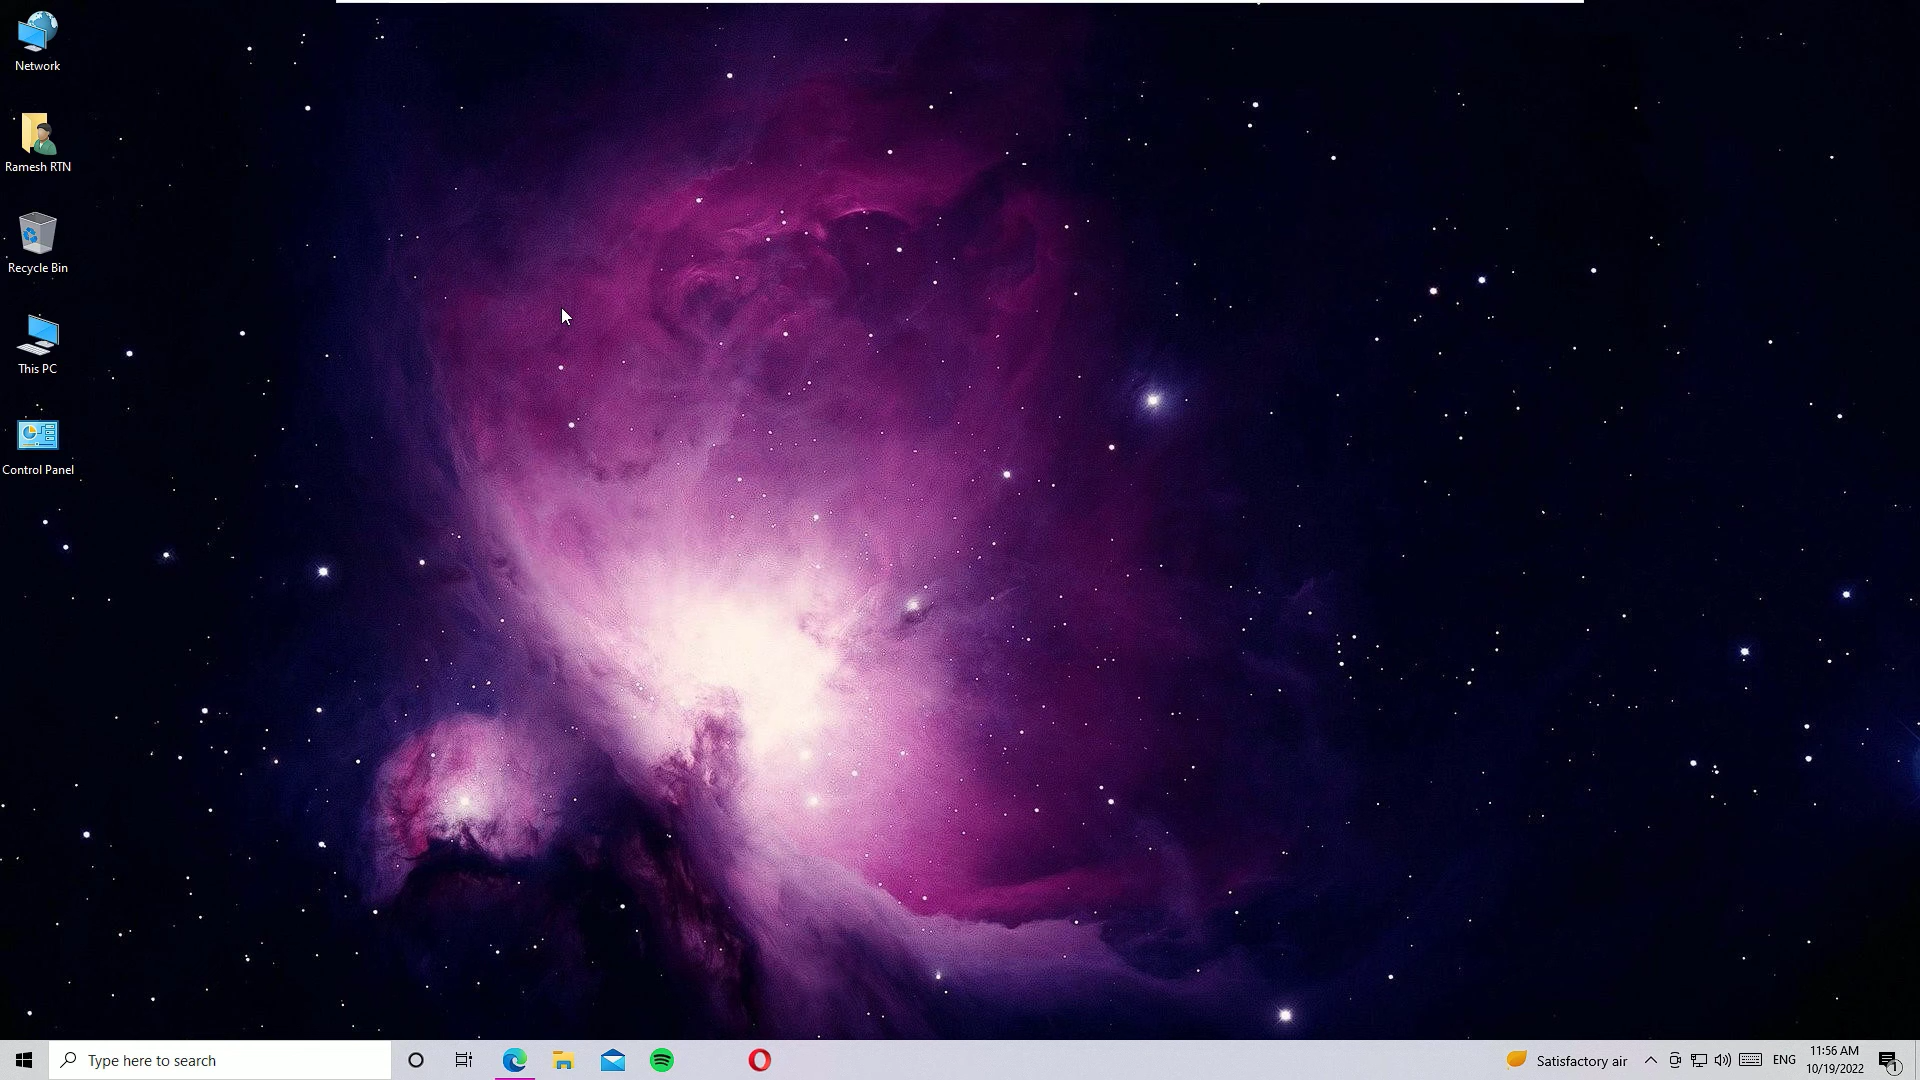 Network
Ramesh RTN
Recycle Bin
This PC
Control Panel
Type here to search
Satisfactory air
ENG
11:56 AM
10/19/2022
1